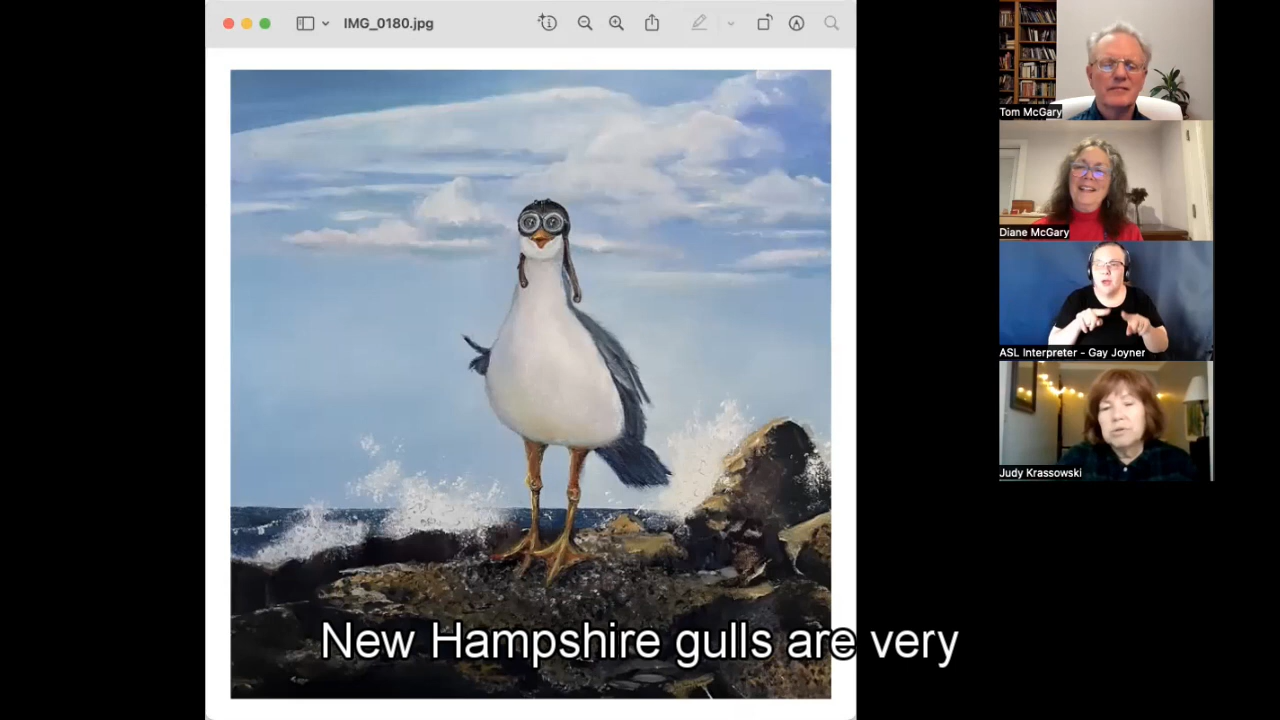 IMG_0180.jpg
Tom McGary
Diane McGary
ASL Interpreter - Gay Joyner
Judy Krassowski
New Hampshire gulls are very